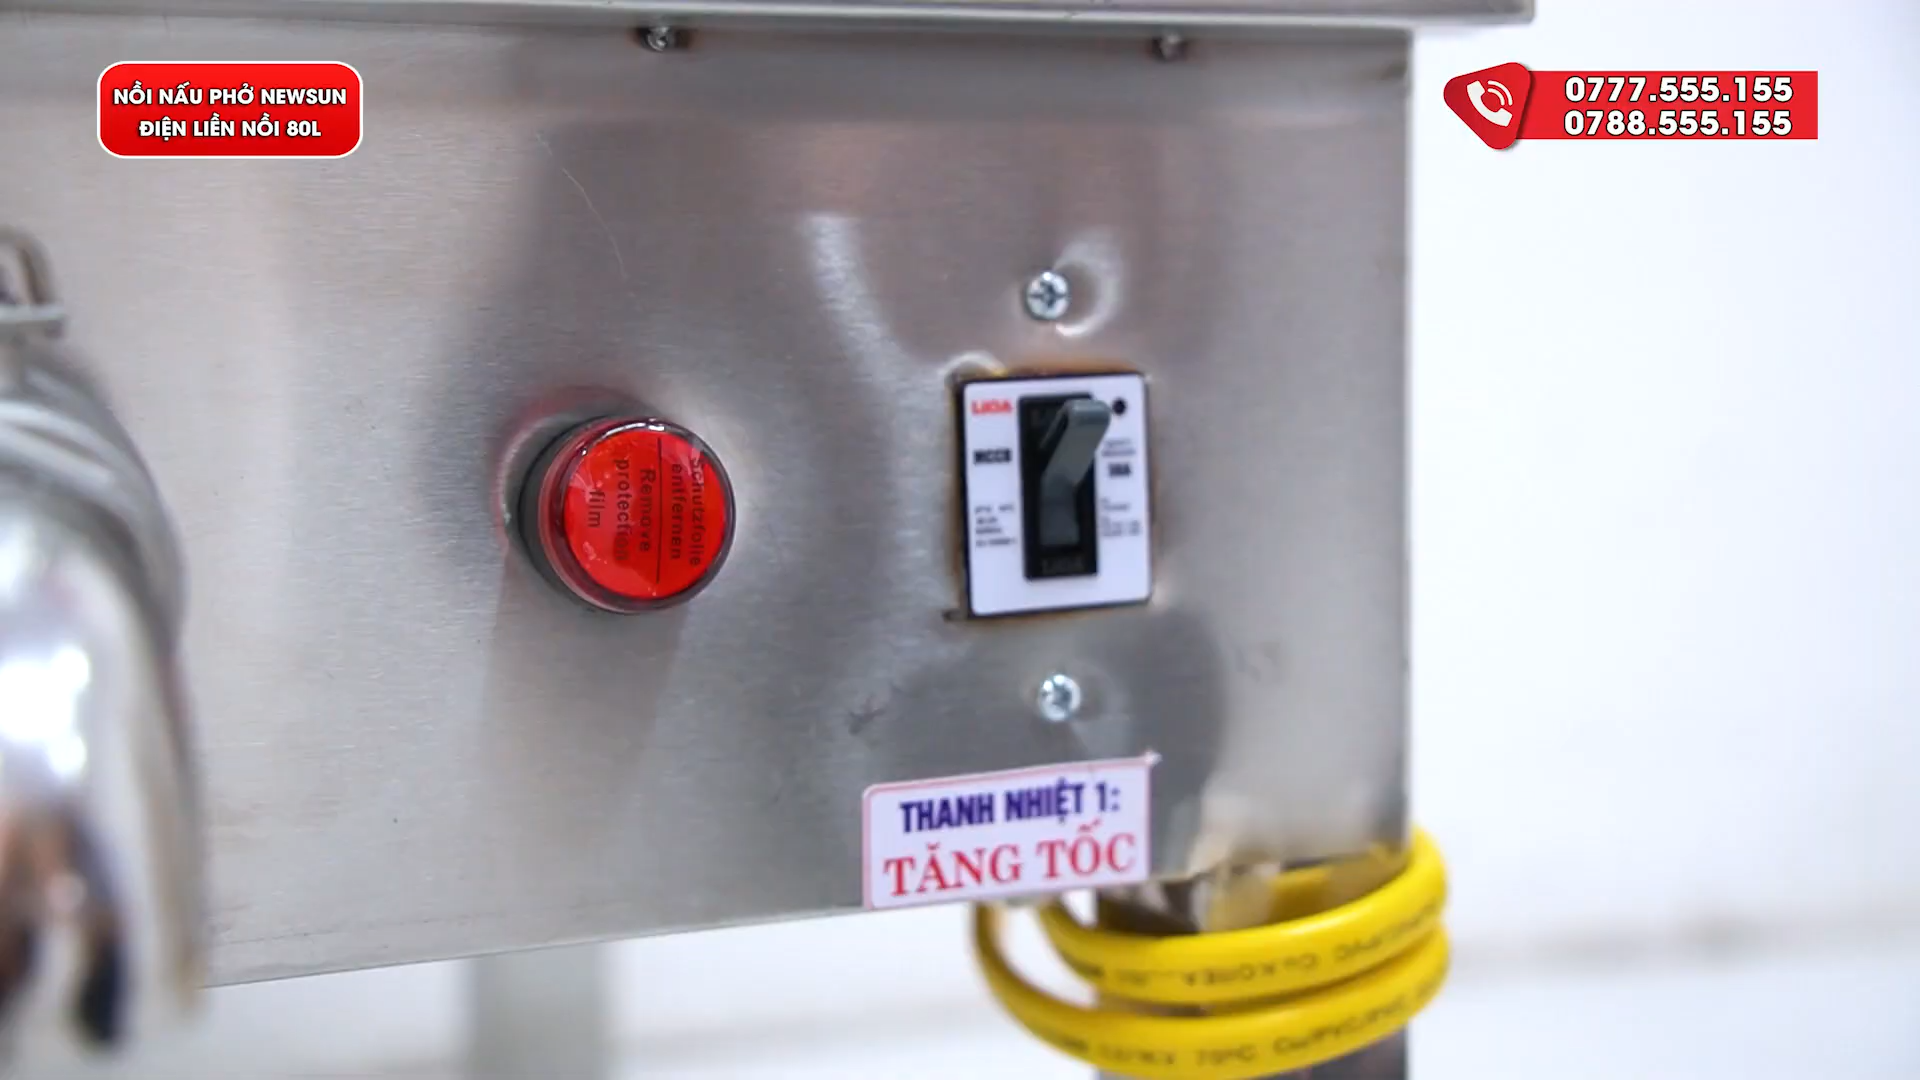 NỒI NẤU PHỞ NEWSUN
ĐIỆN LIỀN NỒI 80L
0777.555.155
0788.555.155
Schutzfolie
entfernen
Remove
protection
film
LIOA
MCCB
THANH NHIỆT 1:
TĂNG TỐC